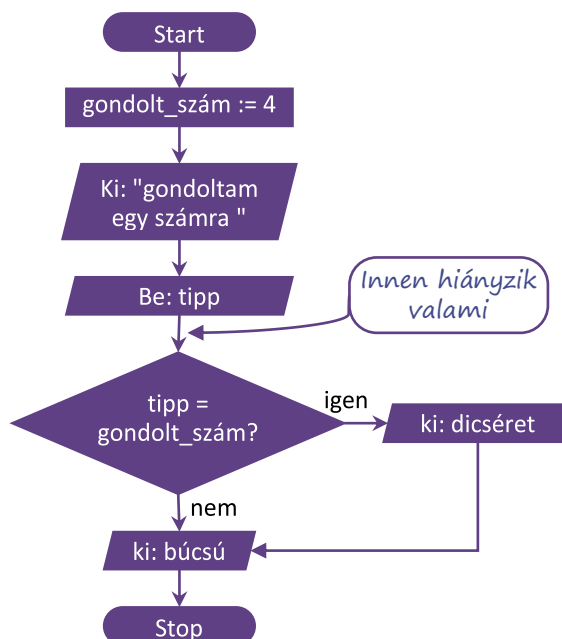 Start
gondolt_szám := 4
Ki: "gondoltam
egy számra "
Be: tipp
Innen hiányzik
valami
tipp =
gondolt_szám?
igen
ki: dicséret
nem
ki: búcsú
Stop